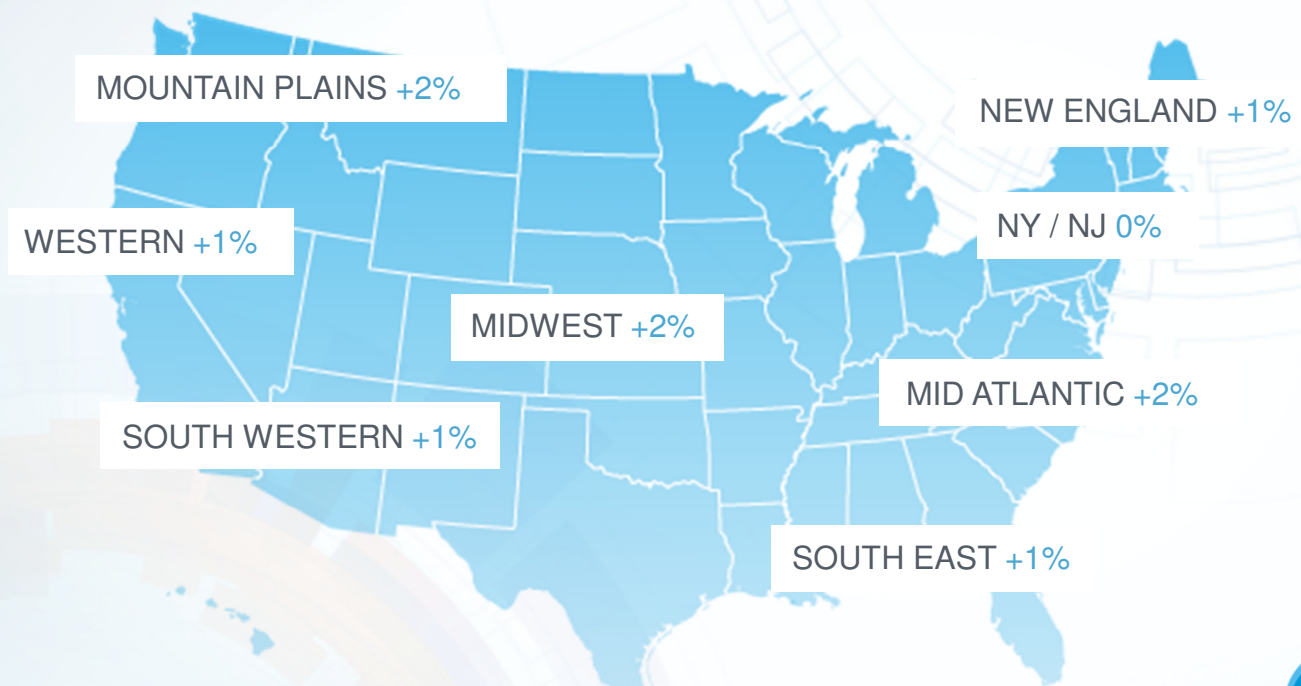 MOUNTAIN PLAINS +2%
NEW ENGLAND +1%
NY / NJ 0%
WESTERN +1%
MIDWEST +2%
MID ATLANTIC +2%
SOUTH WESTERN +1%
SOUTH EAST +1%